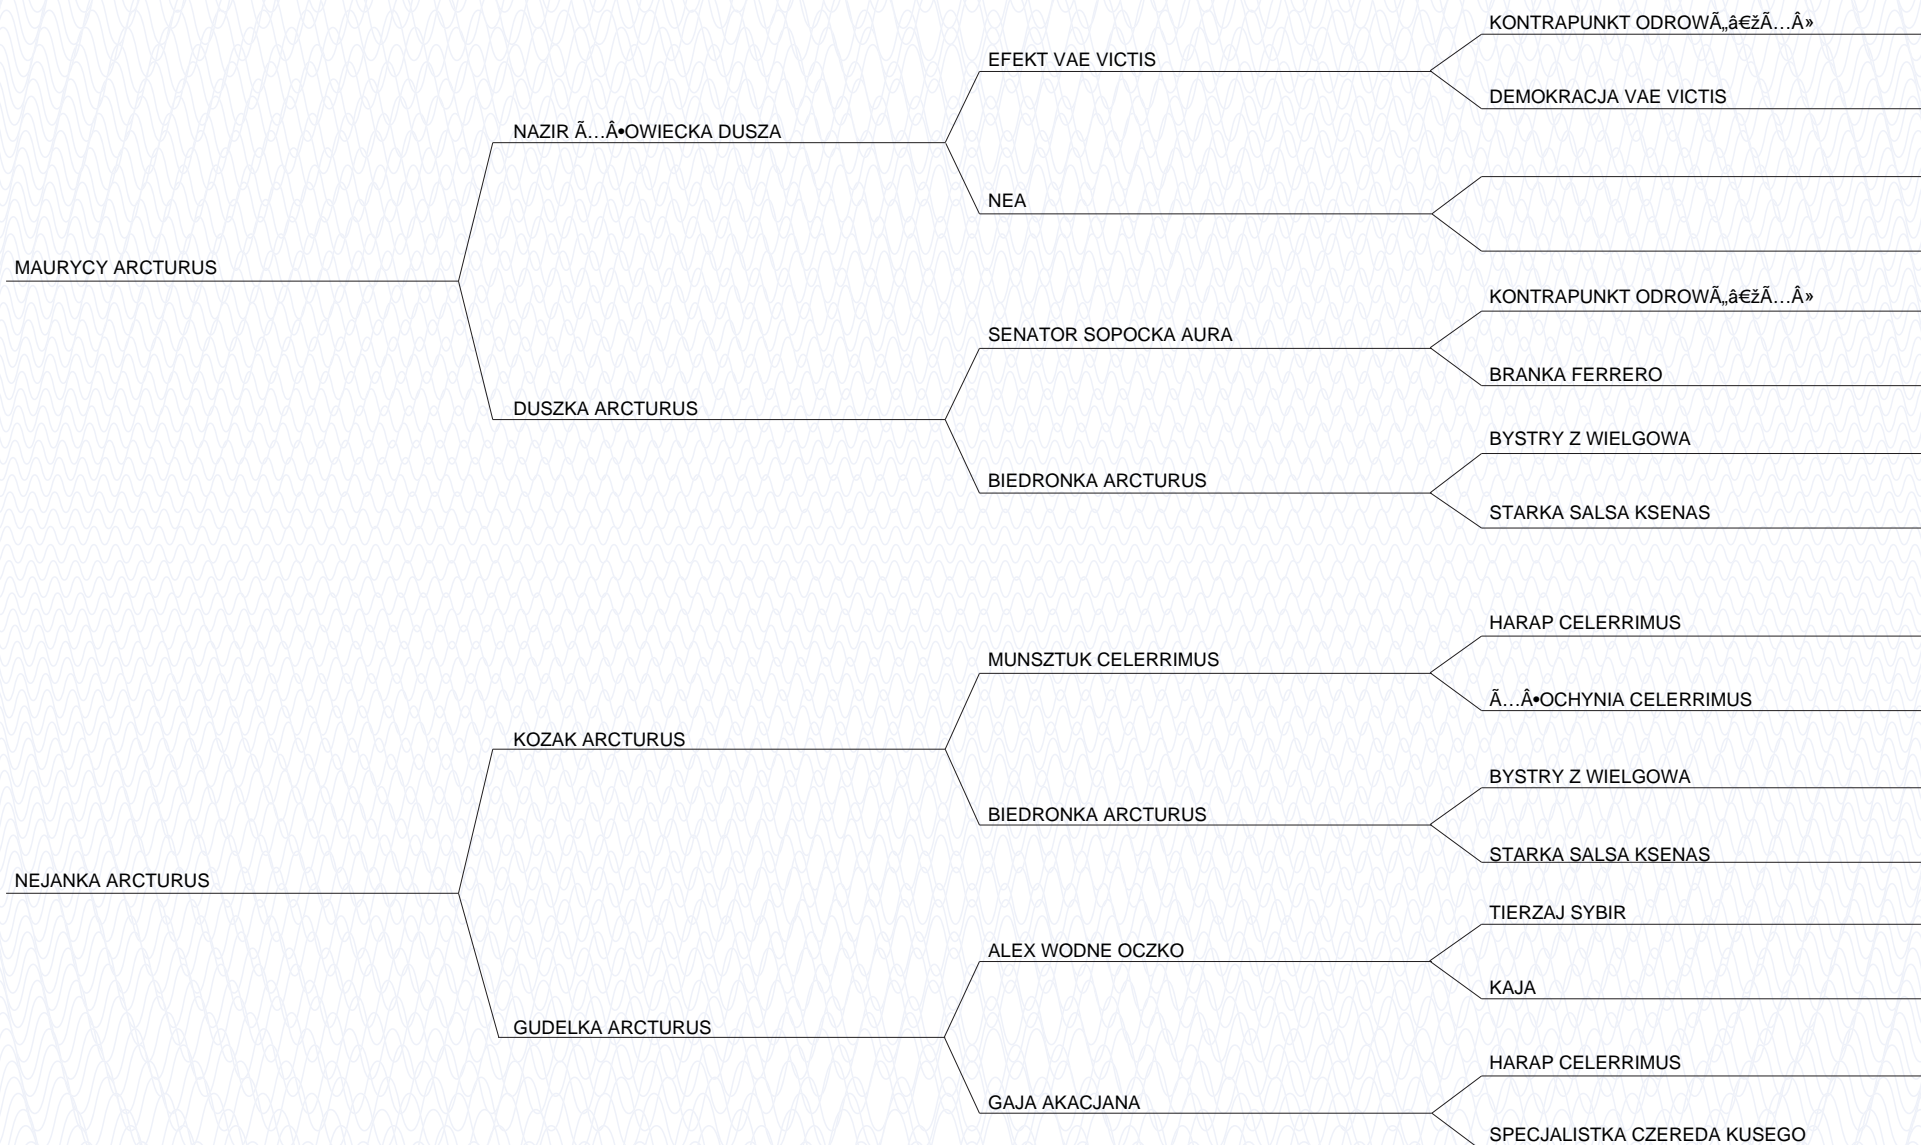 KONTRAPUNKT ODROWÃ„â€žÃ…Â»
EFEKT VAE VICTIS
DEMOKRACJA VAE VICTIS
NAZIR Ã…Â•OWIECKA DUSZA
NEA
MAURYCY ARCTURUS
KONTRAPUNKT ODROWÃ„â€žÃ…Â»
SENATOR SOPOCKA AURA
BRANKA FERRERO
DUSZKA ARCTURUS
BYSTRY Z WIELGOWA
BIEDRONKA ARCTURUS
STARKA SALSA KSENAS
HARAP CELERRIMUS
MUNSZTUK CELERRIMUS
Ã…Â•OCHYNIA CELERRIMUS
KOZAK ARCTURUS
BYSTRY Z WIELGOWA
BIEDRONKA ARCTURUS
STARKA SALSA KSENAS
NEJANKA ARCTURUS
TIERZAJ SYBIR
ALEX WODNE OCZKO
KAJA
GUDELKA ARCTURUS
HARAP CELERRIMUS
GAJA AKACJANA
SPECJALISTKA CZEREDA KUSEGO